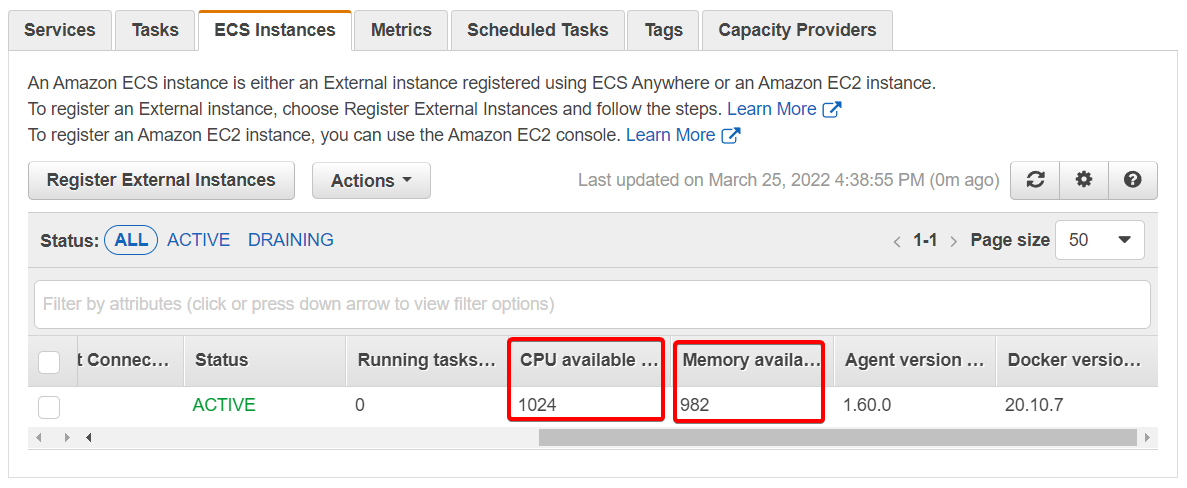 Services Tasks ECS Instances Metrics Scheduled Tasks Tags Capacity Providers
An Amazon ECS instance is either an External instance registered using ECS Anywhere or an Amazon EC2 instance.
To register an External instance, choose Register External Instances and follow the steps. Learn More
To register an Amazon EC2 instance, you can use the Amazon EC2 console. Learn More
Register External Instances Actions Last updated on March 25, 2022 4:38:55 PM (0m ago)
Status: ALL ACTIVE DRAINING < 1-1 > Page size 50
Filter by attributes (click or press down arrow to view filter options)
t Connec... Status Running tasks... CPU available ... Memory availa... Agent version ... Docker versio...
ACTIVE 0 1024 982 1.60.0 20.10.7